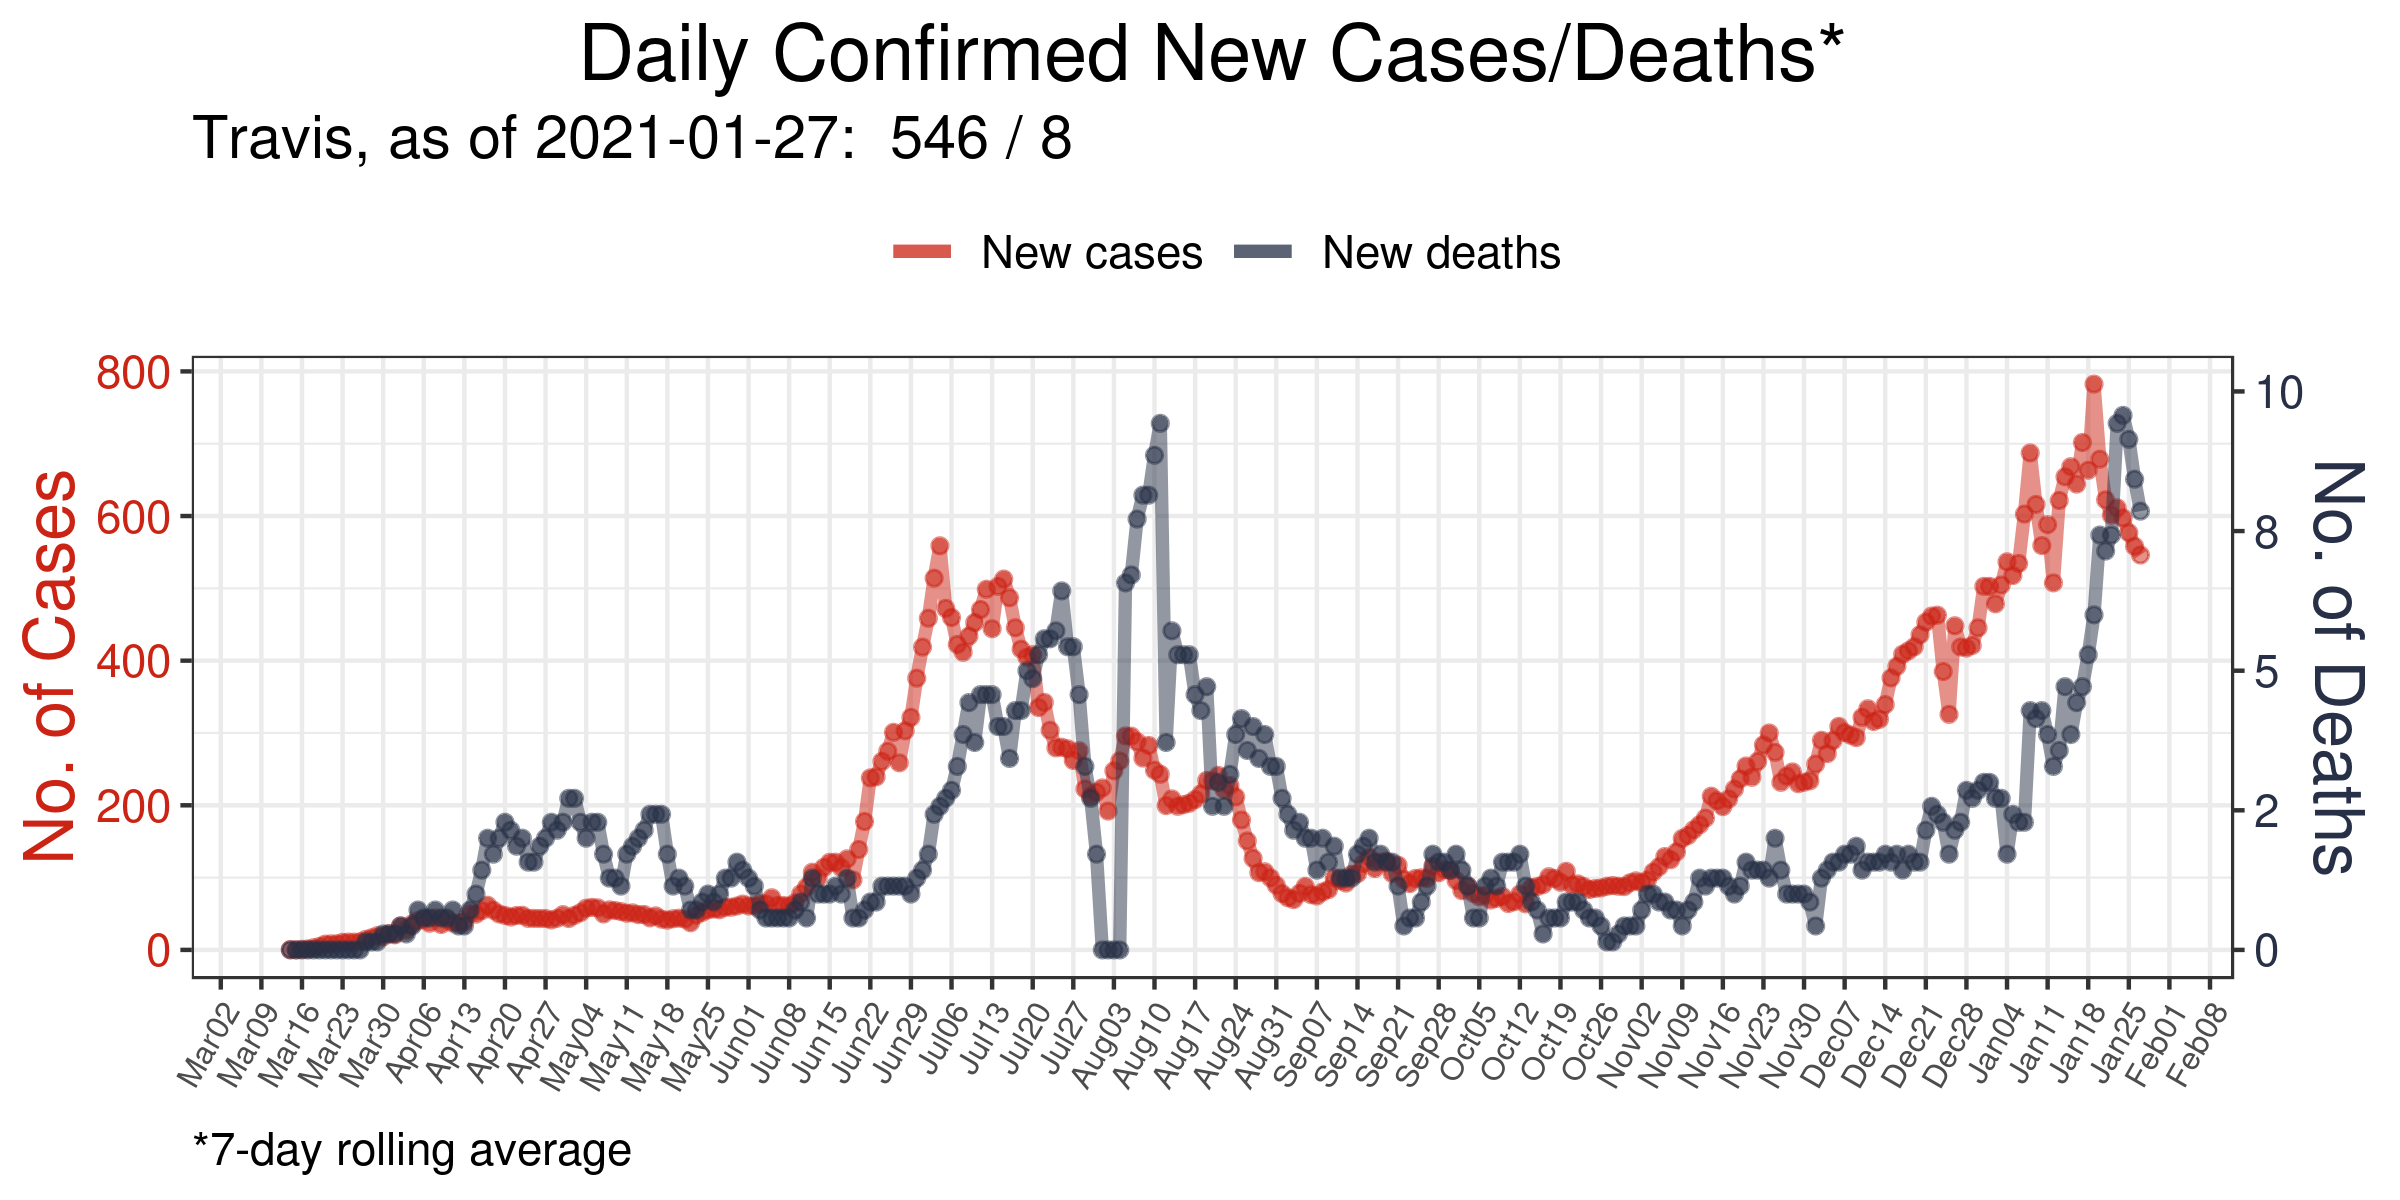 Daily Confirmed New Cases/Deaths*
Travis, as of 2021-01-27:  546 / 8
New cases
New deaths
No. of Cases
800
600
400
200
0
10
8
5
2
0
No. of Deaths
Mar02
Mar09
Mar16
Mar23
Mar30
Apr06
Apr13
Apr20
Apr27
May04
May11
May18
May25
Jun01
Jun08
Jun15
Jun22
Jun29
Jul06
Jul13
Jul20
Jul27
Aug03
Aug10
Aug17
Aug24
Aug31
Sep07
Sep14
Sep21
Sep28
Oct05
Oct12
Oct19
Oct26
Nov02
Nov09
Nov16
Nov23
Nov30
Dec07
Dec14
Dec21
Dec28
Jan04
Jan11
Jan18
Jan25
Feb01
Feb08
*7-day rolling average